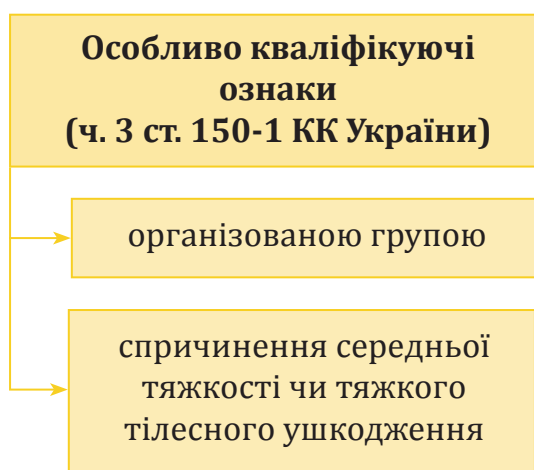 Особливо кваліфікуючі
ознаки
(ч. 3 ст. 150-1 КК України)
організованою групою
спричинення середньої
тяжкості чи тяжкого
тілесного ушкодження